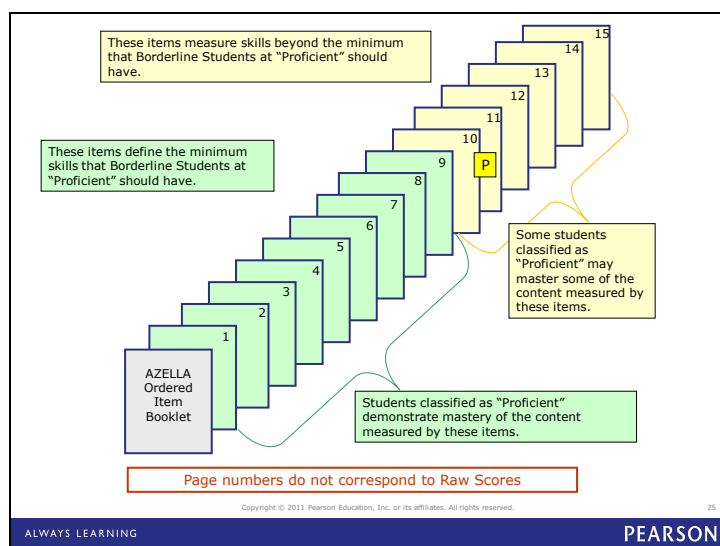 These items measure skills beyond the minimum
that Borderline Students at “Proficient” should
have.
15
14
13
12
11
10
P
These items define the minimum
skills that Borderline Students at
“Proficient” should have.
9
8
7
6
5
4
3
2
1
Some students
classified as
“Proficient” may
master some of the
content measured by
these items.
AZELLA
Ordered
Item
Booklet
Students classified as “Proficient”
demonstrate mastery of the content
measured by these items.
Page numbers do not correspond to Raw Scores
Copyright © 2011 Pearson Education, Inc. or its affiliates. All rights reserved.
25
ALWAYS LEARNING
PEARSON